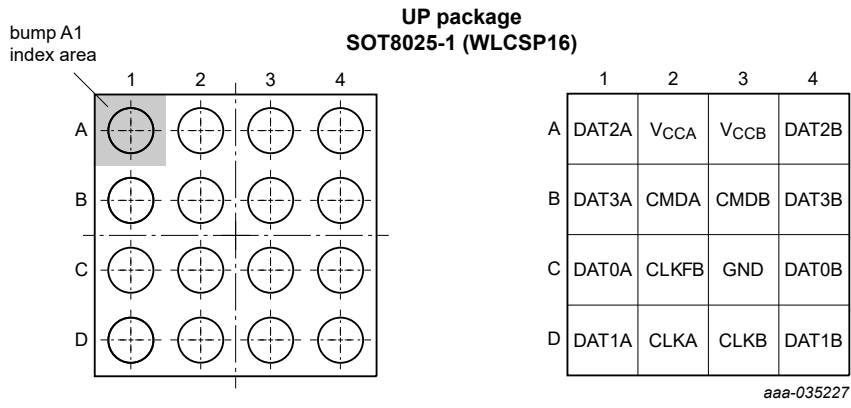 UP package
SOT8025-1 (WLCSP16)
bump A1
index area
1 2 3 4
A
B
C
D
1 2 3 4
A DAT2A VCCA VCCB DAT2B
B DAT3A CMDA CMDB DAT3B
C DAT0A CLKFB GND DAT0B
D DAT1A CLKA CLKB DAT1B
aaa-035227